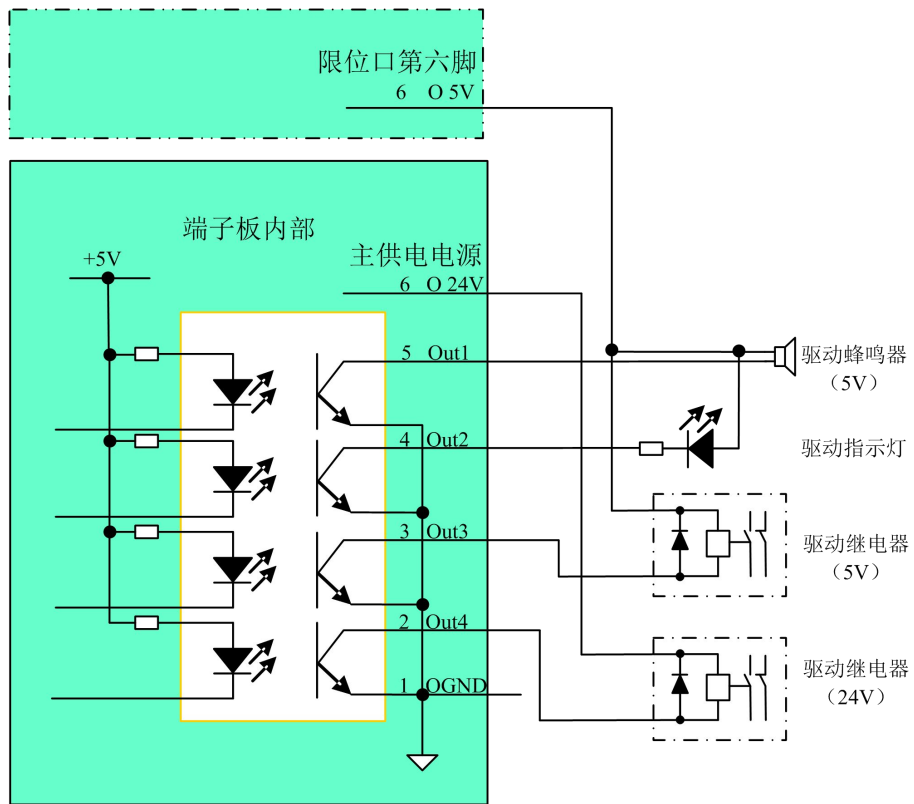 限位口第六脚
6 O 5V
端子板内部
+5V
主供电电源
6 O 24V
5 Out1
驱动蜂鸣器
（5V）
4 Out2
驱动指示灯
3 Out3
驱动继电器
（5V）
2 Out4
1 OGND
驱动继电器
（24V）